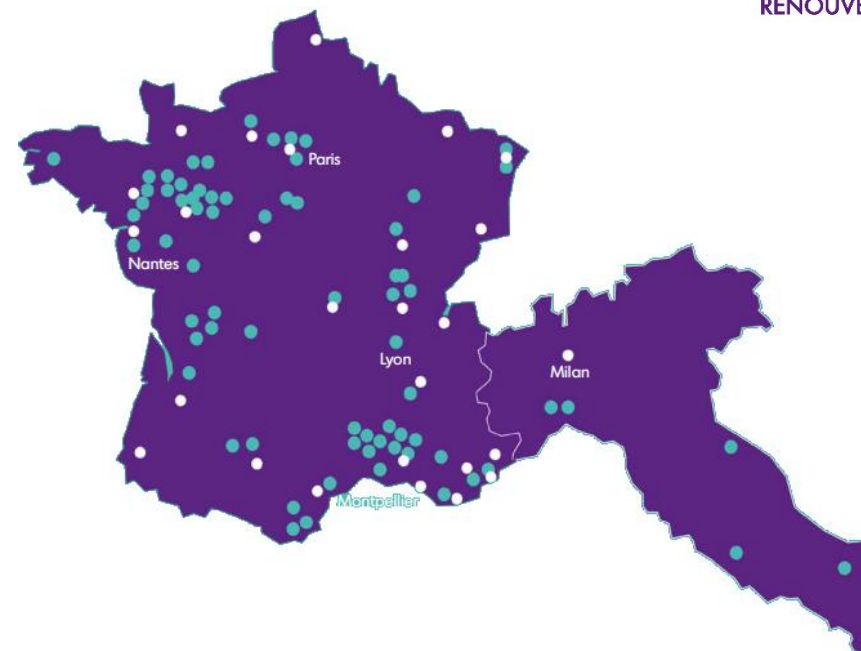 RENOUVE
Paris
Nantes
Lyon
Milan
Montpellier